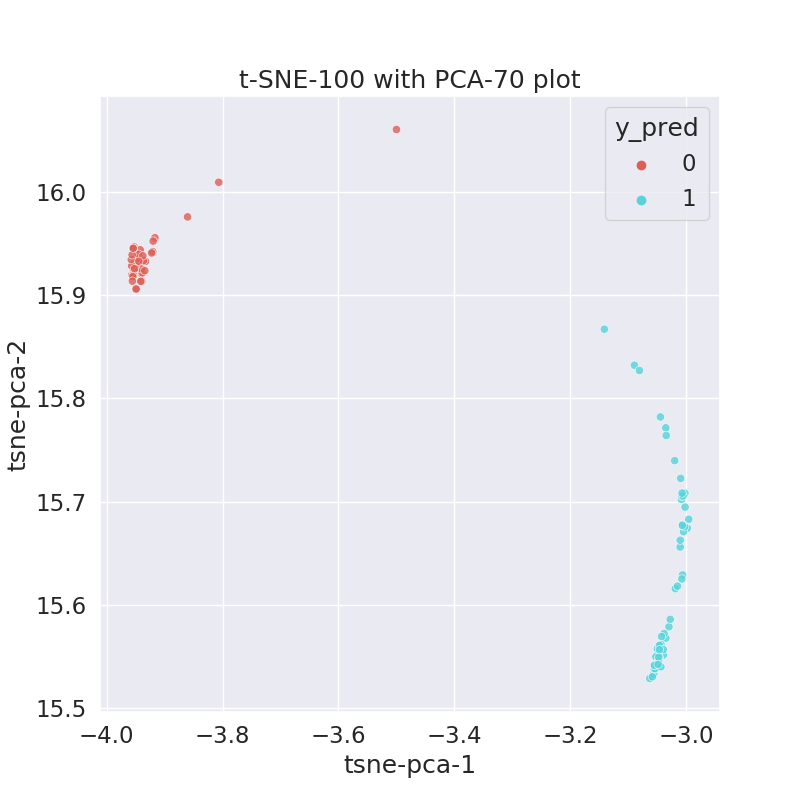 t-SNE-100 with PCA-70 plot
y_pred
0
1
16.0
15.9
15.8
15.7
15.6
15.5
tsne-pca-2
−4.0 −3.8 −3.6 −3.4 −3.2 −3.0
tsne-pca-1